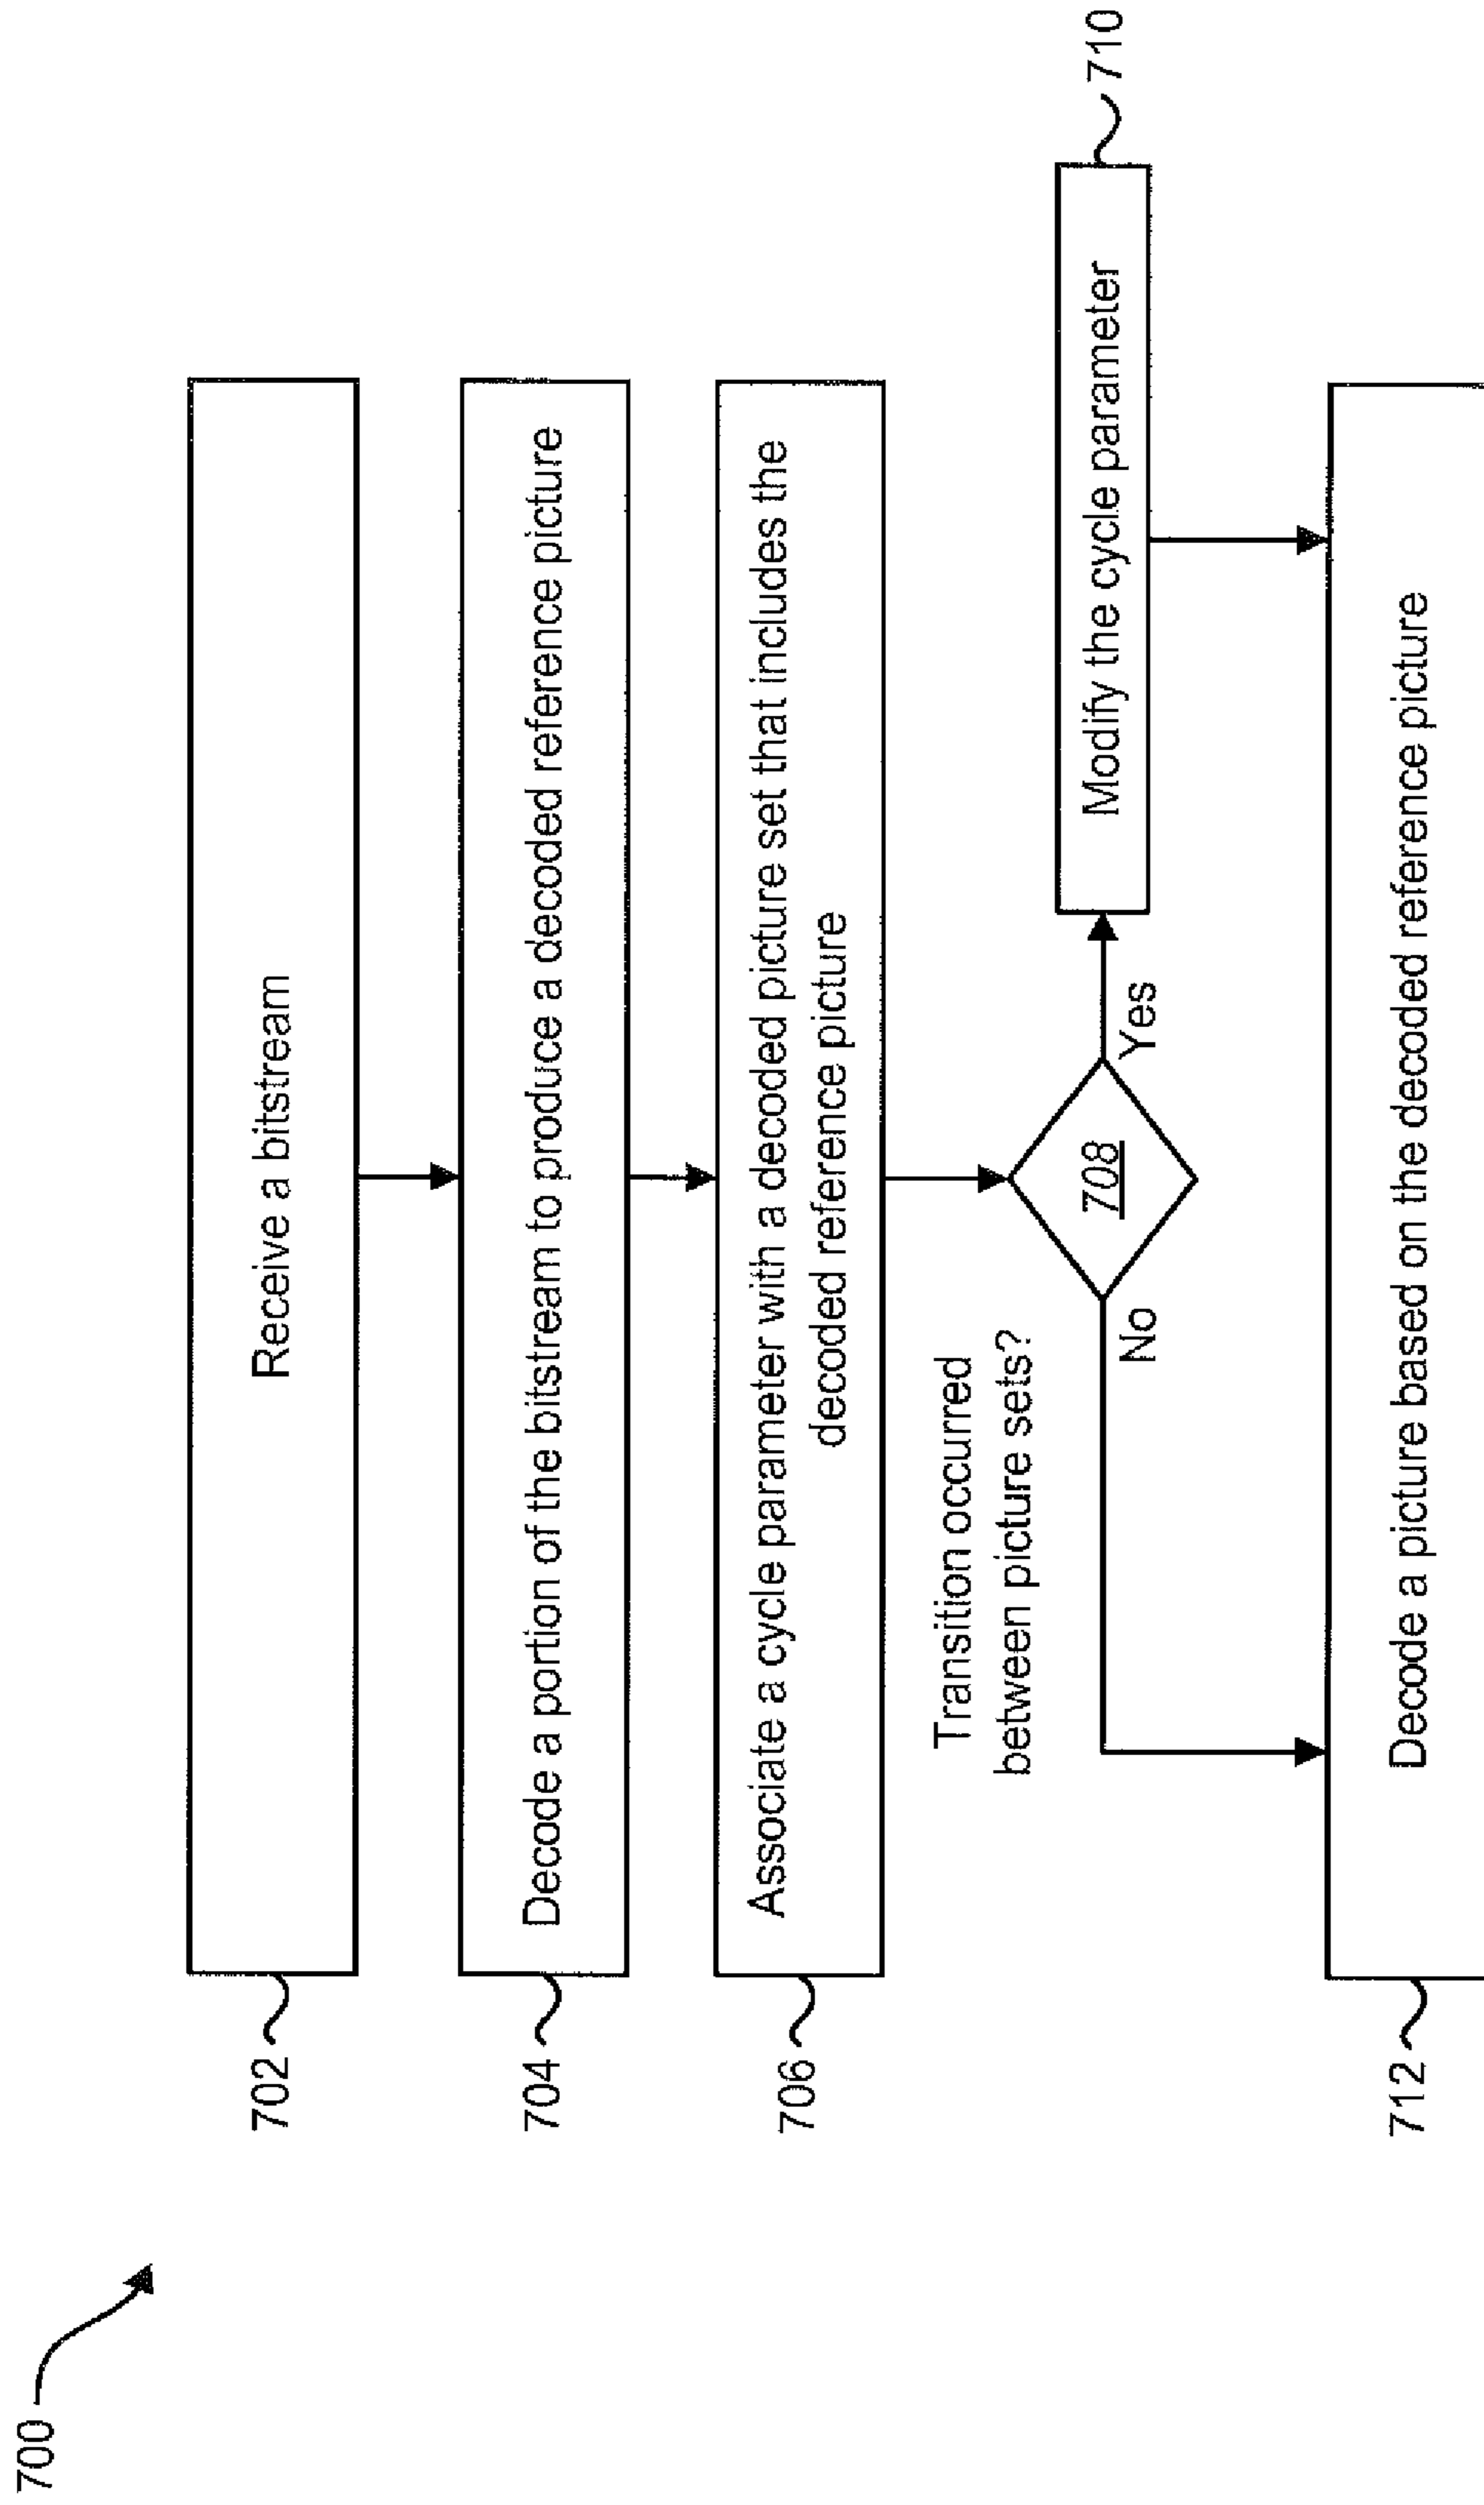 700
702
Receive a bitstream
704
Decode a portion of the bitstream to produce a decoded reference picture
706
Associate a cycle parameter with a decoded picture set that includes the
decoded reference picture
Transition occurred
between picture sets?
708
No
Yes
Modify the cycle parameter
710
712
Decode a picture based on the decoded reference picture